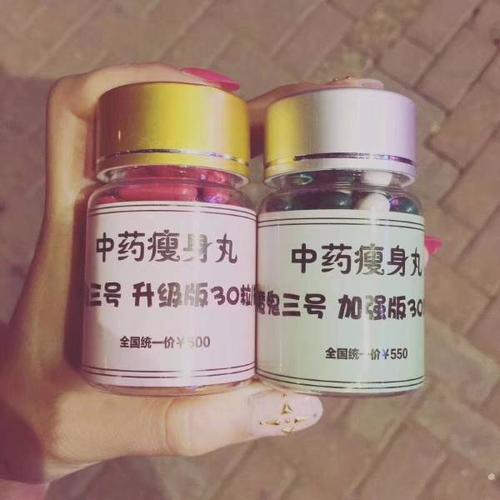 中药瘦身丸
三号 升级版30粒
全国统一价¥500
中药瘦身丸
魔鬼三号 加强版30
全国统一价¥550